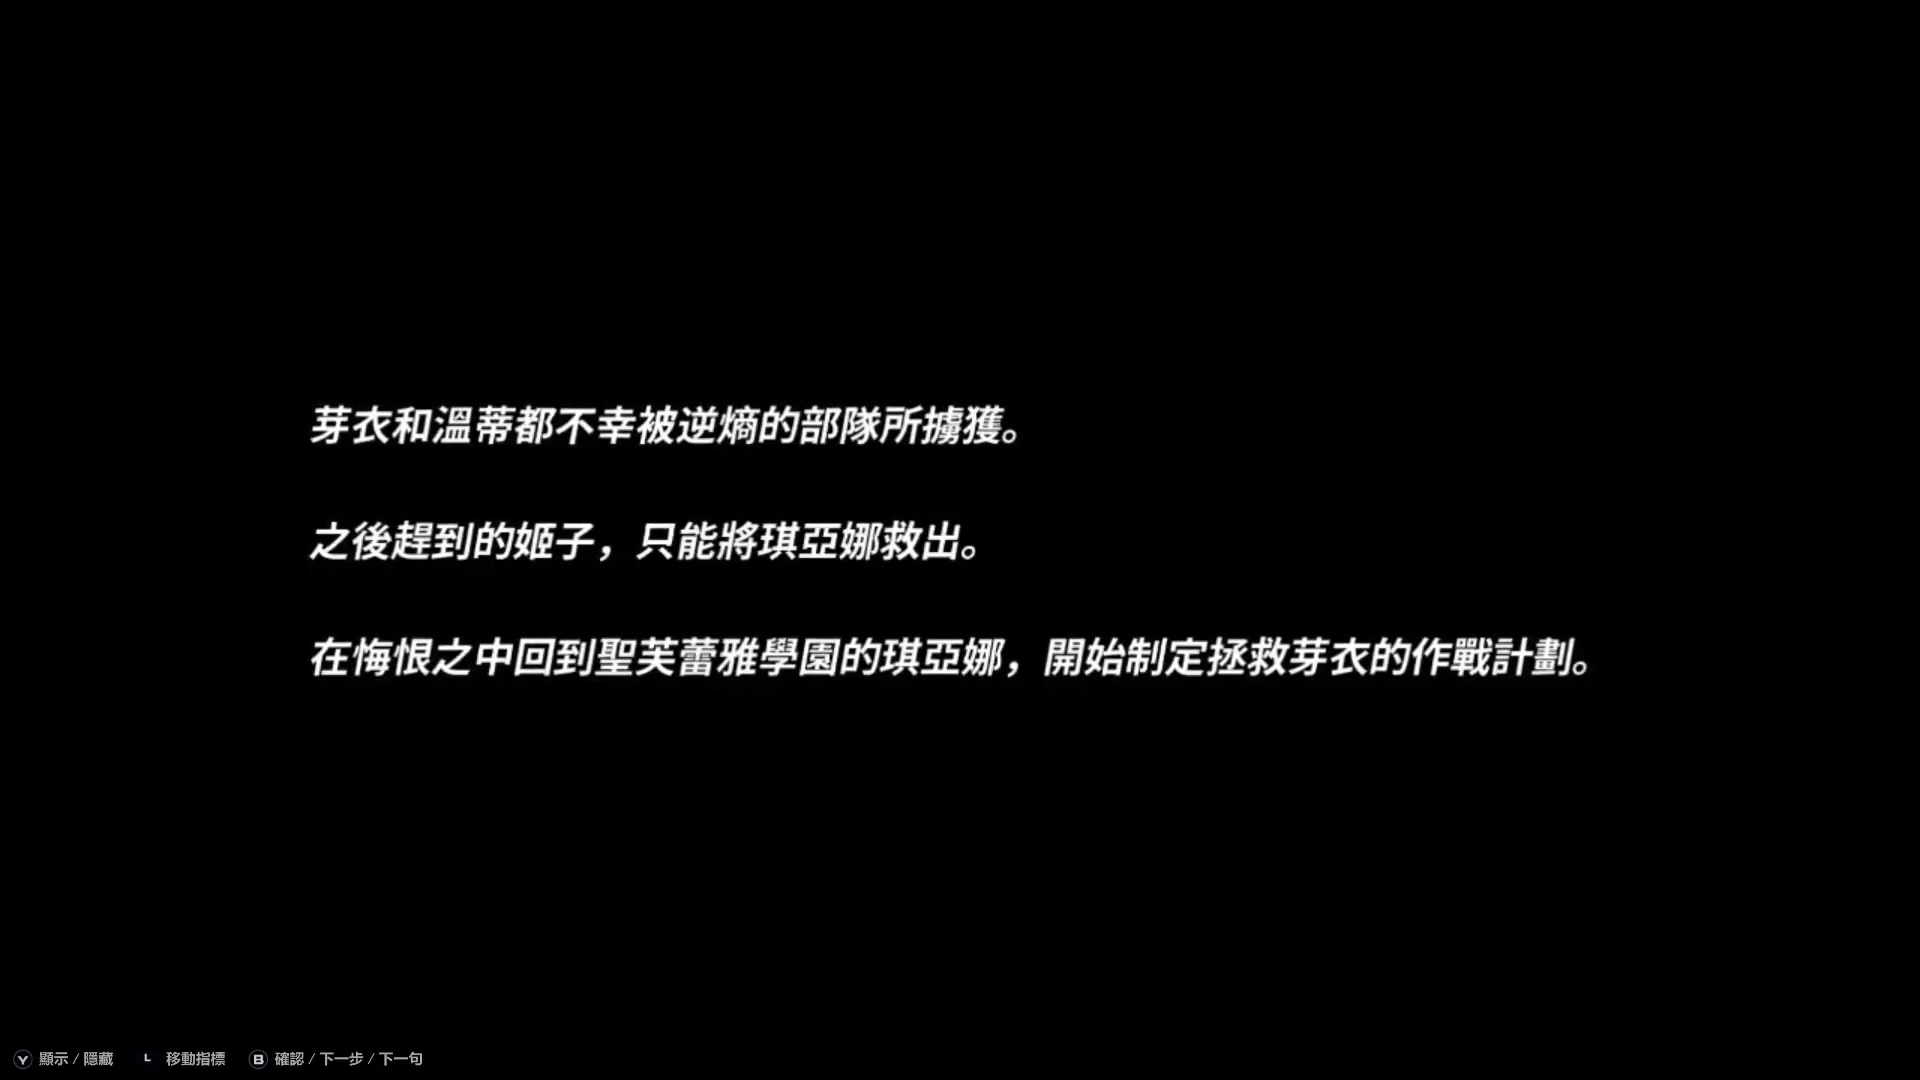 芽衣和溫蒂都不幸被逆熵的部隊所擄獲。
之後趕到的姬子，只能將琪亞娜救出。
在悔恨之中回到聖芙蕾雅學園的琪亞娜，開始制定拯救芽衣的作戰計劃。
Y 顯示 / 隱藏 L 移動指標 B 確認 / 下一步 / 下一句